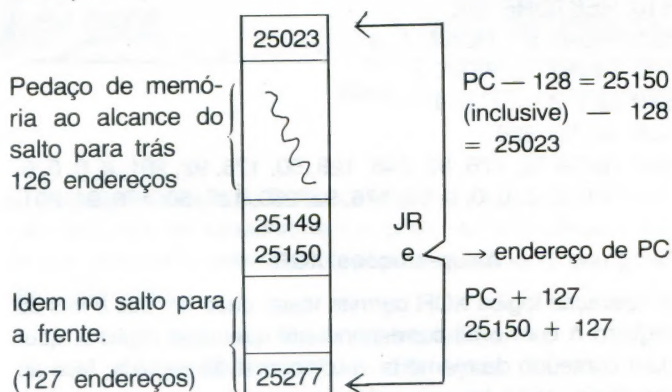 25023
Pedaço de memó-
ria ao alcance do
salto para trás
126 endereços
PC — 128 = 25150
(inclusive) — 128
= 25023
25149
25150
JR
e
→ endereço de PC
Idem no salto para
a frente.
(127 endereços)
PC + 127
25150 + 127
25277